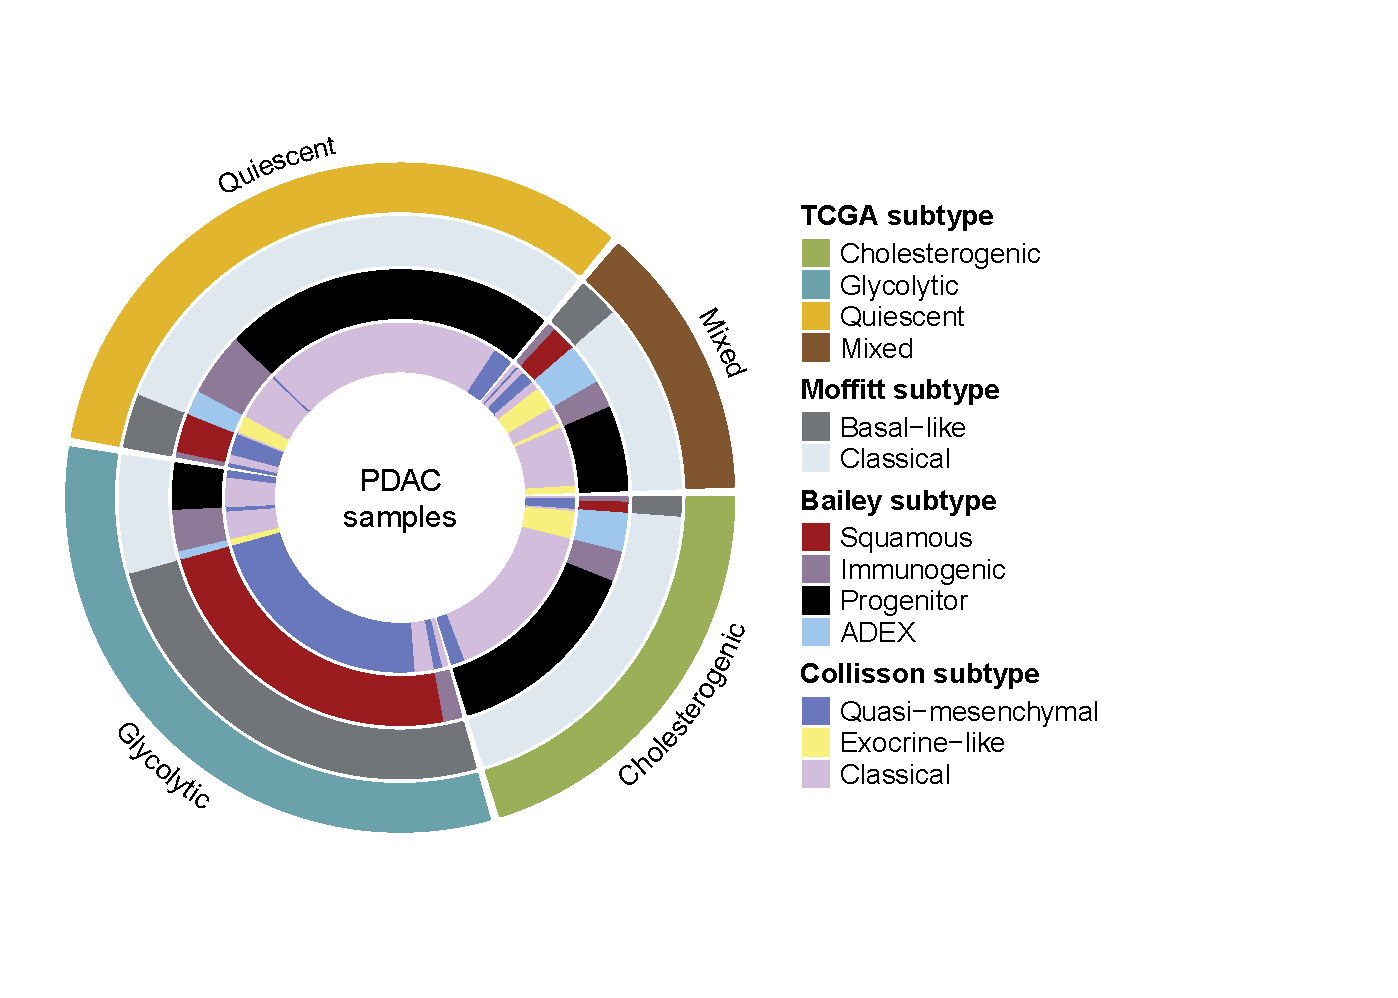 Quiescent
Mixed
Glycolytic
Cholesterogenic
PDAC
samples
TCGA subtype
Cholesterogenic
Glycolytic
Quiescent
Mixed
Moffitt subtype
Basal−like
Classical
Bailey subtype
Squamous
Immunogenic
Progenitor
ADEX
Collisson subtype
Quasi−mesenchymal
Exocrine−like
Classical